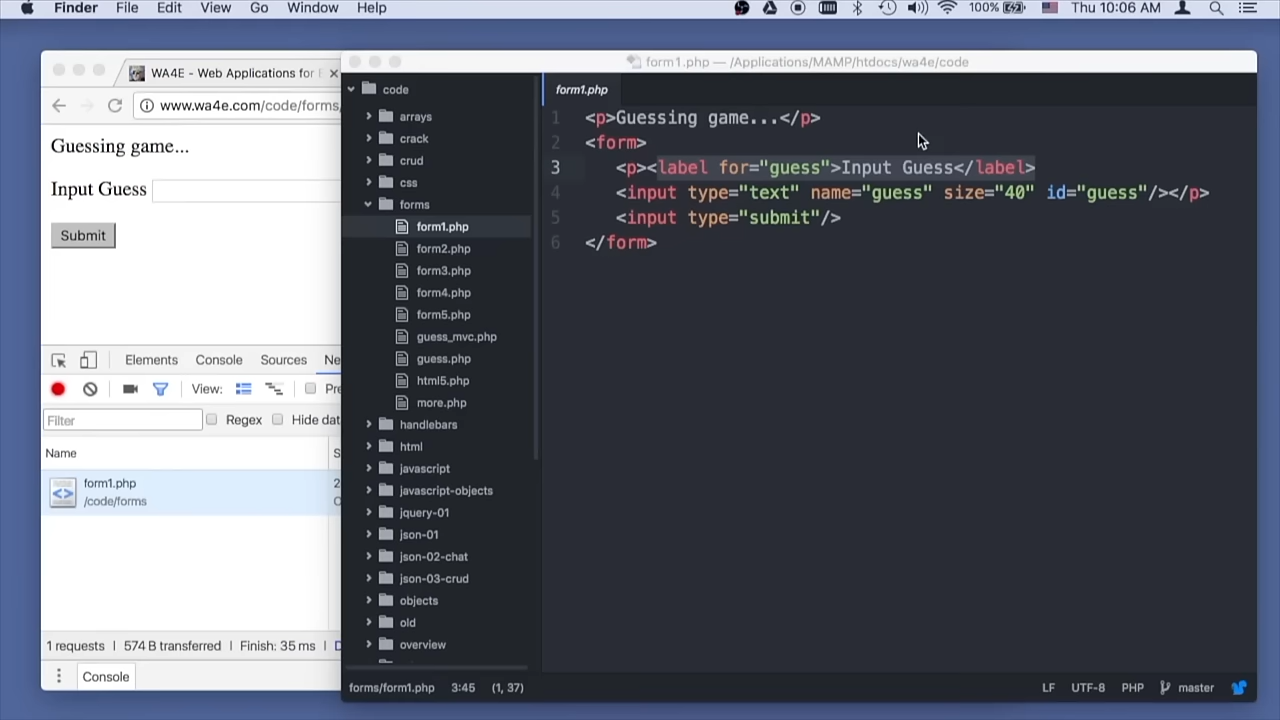 Finder File Edit View Go Window Help 100% Thu 10:06 AM
WA4E - Web Applications for E
www.wa4e.com/code/forms/
Guessing game...
Input Guess
Submit
Elements Console Sources Ne
View: Pre
Filter Regex Hide dat
Name S
form1.php 2
/code/forms O
1 requests | 574 B transferred | Finish: 35 ms | D
Console
form1.php — /Applications/MAMP/htdocs/wa4e/code
code
arrays
crack
crud
css
forms
form1.php
form2.php
form3.php
form4.php
form5.php
guess_mvc.php
guess.php
html5.php
more.php
handlebars
html
javascript
javascript-objects
jquery-01
json-01
json-02-chat
json-03-crud
objects
old
overview
form1.php
1 <p>Guessing game...</p>
2 <form>
3 <p><label for="guess">Input Guess</label>
4 <input type="text" name="guess" size="40" id="guess"/></p>
5 <input type="submit"/>
6 </form>
forms/form1.php 3:45 (1, 37) LF UTF-8 PHP master